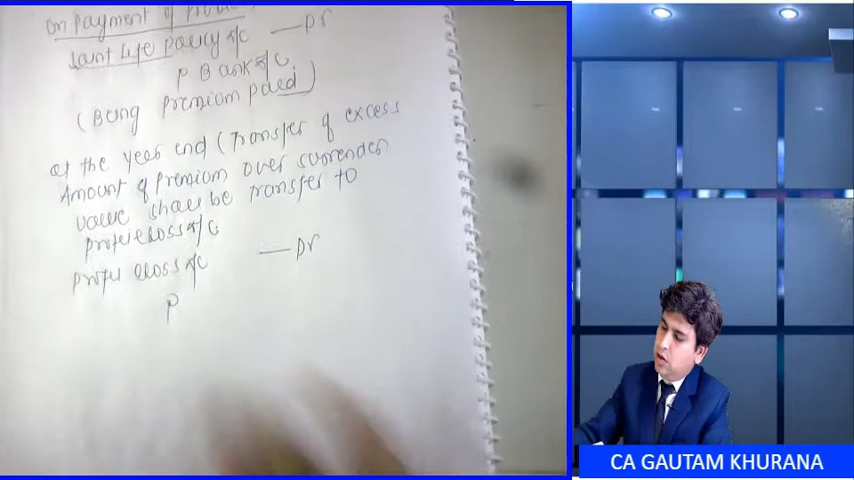 on payment of
Joint Life policy A/c —Dr
P Bank A/c
(Being Premium paied)
at the year end (Transfer of excess
Amount of Premium over surrender
value shall be transfer to
profit & Loss A/c
profit & Loss A/c —Dr
P
CA GAUTAM KHURANA